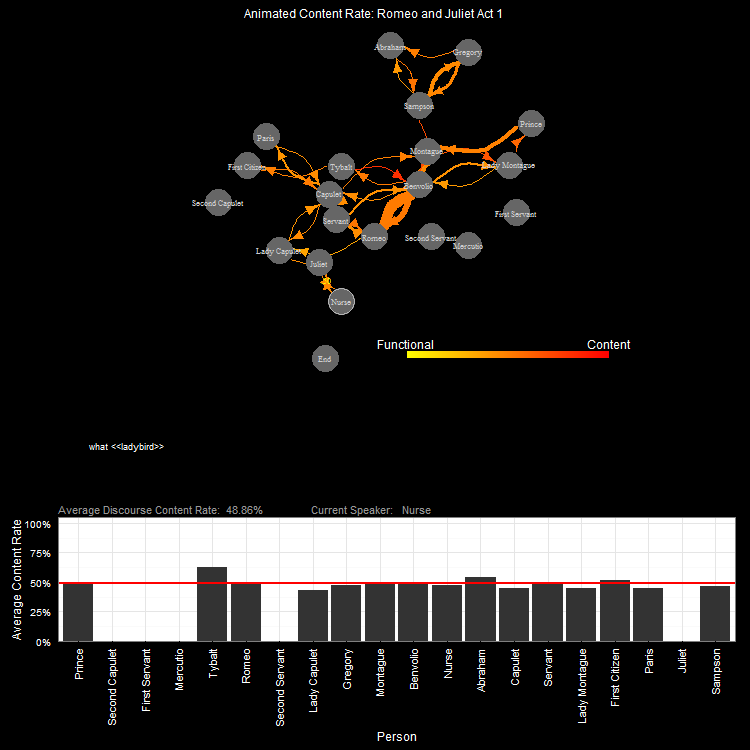 Animated Content Rate: Romeo and Juliet Act 1
Abraham
Gregory
Sampson
Prince
Paris
Montague
First Citizen
Tybalt
Lady Montague
Benvolio
Capulet
Second Capulet
First Servant
Servant
Romeo
Second Servant
Mercutio
Lady Capulet
Juliet
Nurse
Functional Content
End
what <<ladybird>>
Average Discourse Content Rate: 48.86% Current Speaker: Nurse
Average Content Rate
100%
75%
50%
25%
0%
Prince
Second Capulet
First Servant
Mercutio
Tybalt
Romeo
Second Servant
Lady Capulet
Gregory
Montague
Benvolio
Nurse
Abraham
Capulet
Servant
Lady Montague
First Citizen
Paris
Juliet
Sampson
Person